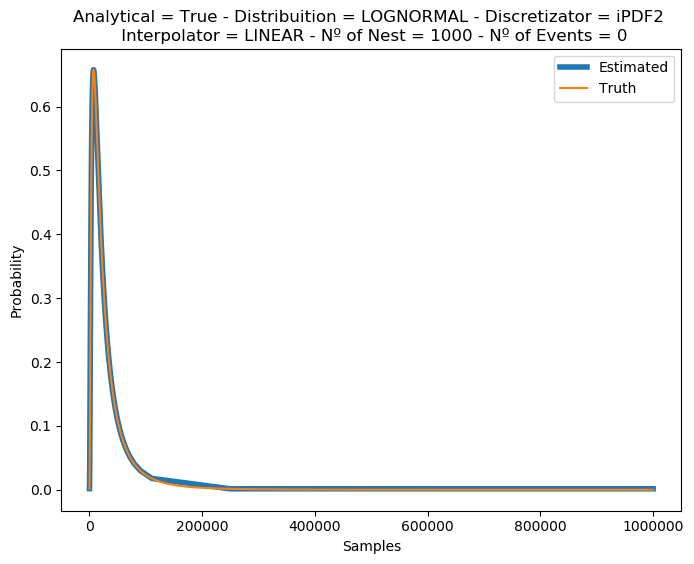 Analytical = True - Distribuition = LOGNORMAL - Discretizator = iPDF2
Interpolator = LINEAR - Nº of Nest = 1000 - Nº of Events = 0
Estimated
Truth
Probability
0.6
0.5
0.4
0.3
0.2
0.1
0.0
0 200000 400000 600000 800000 1000000
Samples